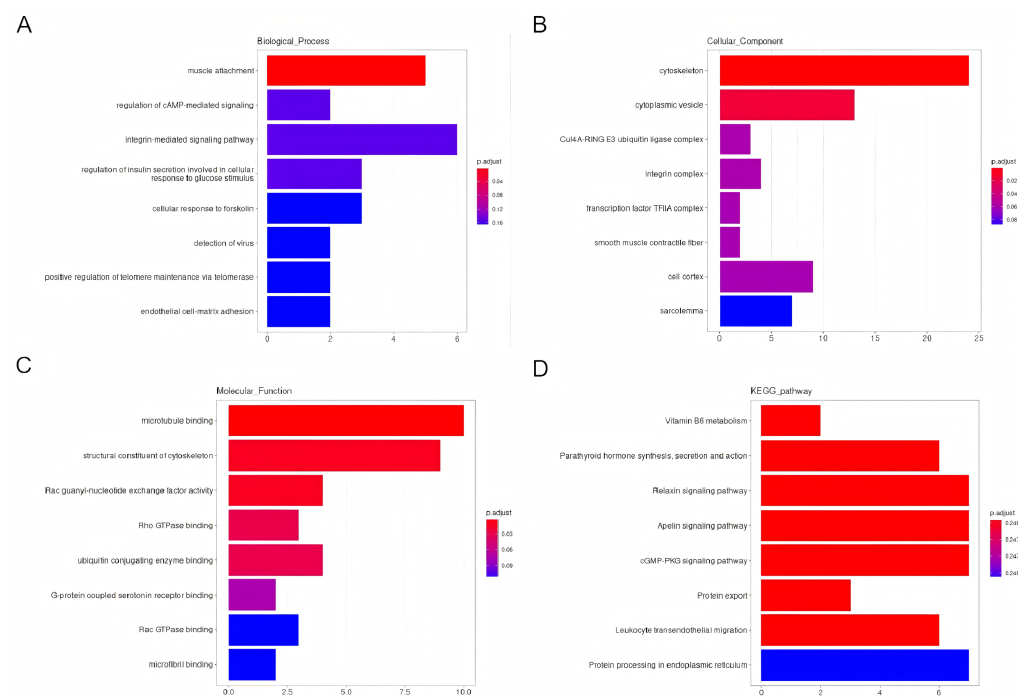 A
Biological_Process
muscle attachment
regulation of cAMP-mediated signaling
integrin-mediated signaling pathway
regulation of insulin secretion involved in cellular
response to glucose stimulus
cellular response to forskolin
detection of virus
positive regulation of telomere maintenance via telomerase
endothelial cell-matrix adhesion
0 2 4 6
p.adjust
0.04
0.08
0.12
0.16
B
Cellular_Component
cytoskeleton
cytoplasmic vesicle
Cul4A-RING E3 ubiquitin ligase complex
integrin complex
transcription factor TFIIA complex
smooth muscle contractile fiber
cell cortex
sarcolemma
0 5 10 15 20 25
p.adjust
0.02
0.04
0.06
0.08
C
Molecular_Function
microtubule binding
structural constituent of cytoskeleton
Rac guanyl-nucleotide exchange factor activity
Rho GTPase binding
ubiquitin conjugating enzyme binding
G-protein coupled serotonin receptor binding
Rac GTPase binding
microfibril binding
0.0 2.5 5.0 7.5 10.0
p.adjust
0.06
0.09
D
KEGG_pathway
Vitamin B6 metabolism
Parathyroid hormone synthesis, secretion and action
Relaxin signaling pathway
Apelin signaling pathway
cGMP-PKG signaling pathway
Protein export
Leukocyte transendothelial migration
Protein processing in endoplasmic reticulum
0 2 4 6
p.adjust
0.247
0.247